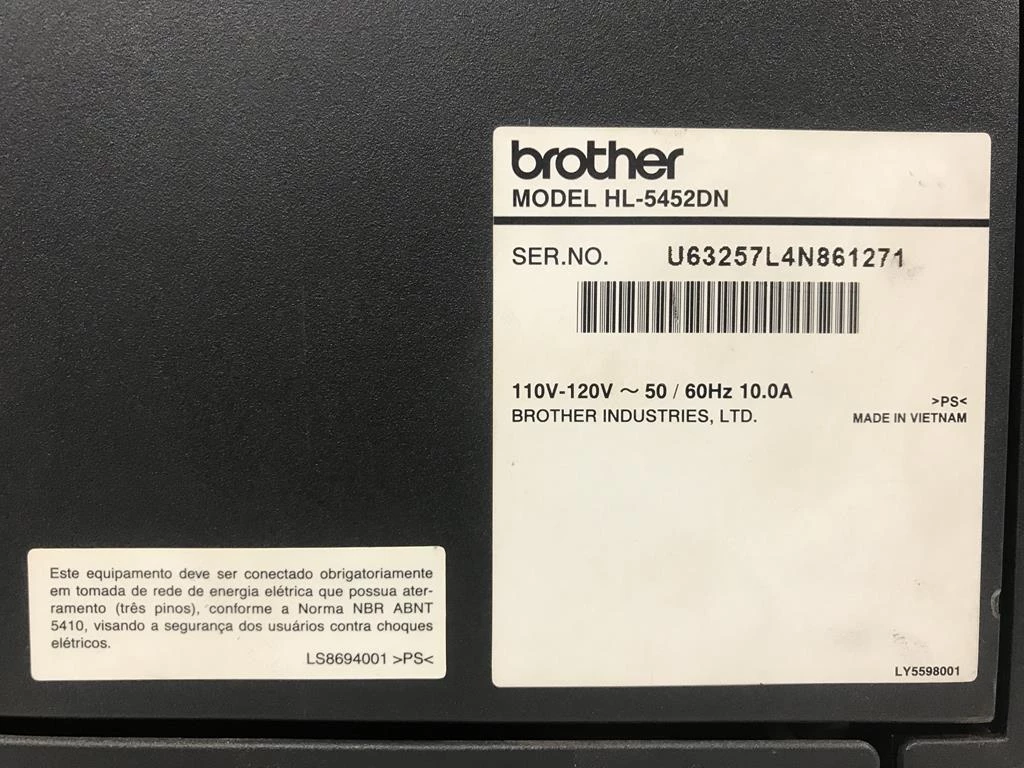 brother
MODEL HL-5452DN
SER.NO. U63257L4N861271
110V-120V ～ 50 / 60Hz 10.0A
BROTHER INDUSTRIES, LTD.
>PS<
MADE IN VIETNAM
LY5598001
Este equipamento deve ser conectado obrigatoriamente
em tomada de rede de energia elétrica que possua ater-
ramento (três pinos), conforme a Norma NBR ABNT
5410, visando a segurança dos usuários contra choques
elétricos.
LS8694001 >PS<